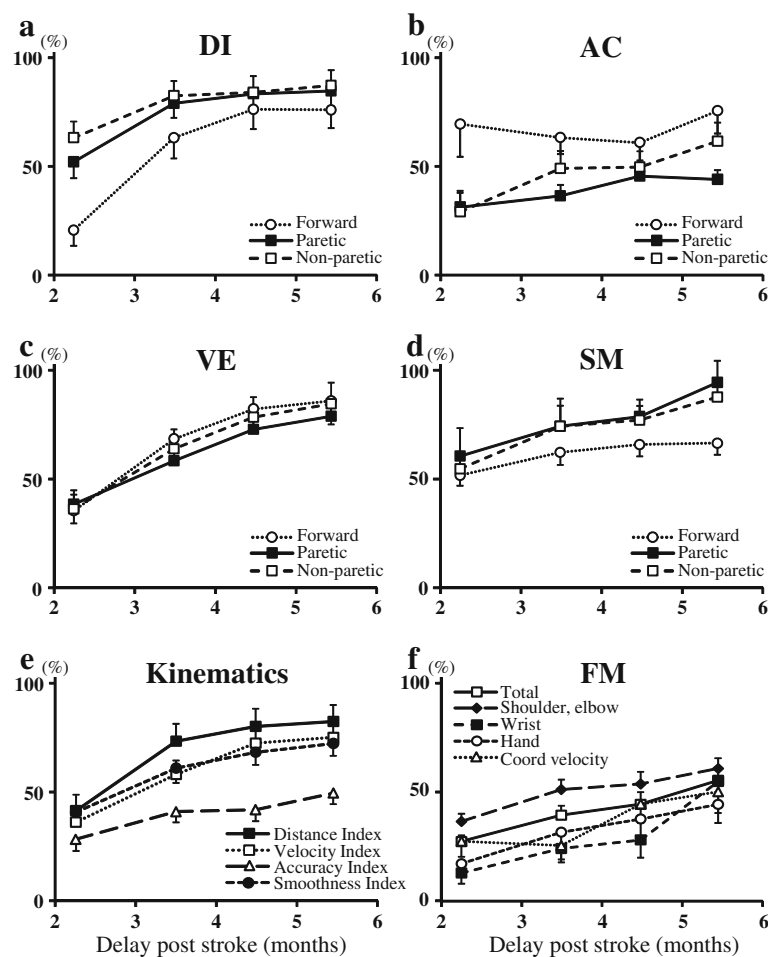 a (%) DI
100
50
0
2 3 4 5 6
Forward
Paretic
Non-paretic
b (%) AC
100
50
0
2 3 4 5 6
Forward
Paretic
Non-paretic
c (%) VE
100
50
0
2 3 4 5 6
Forward
Paretic
Non-paretic
d (%) SM
100
50
0
2 3 4 5 6
Forward
Paretic
Non-paretic
e (%) Kinematics
100
50
0
2 3 4 5 6
Distance Index
Velocity Index
Accuracy Index
Smoothness Index
Delay post stroke (months)
f (%) FM
100
50
0
2 3 4 5 6
Total
Shoulder, elbow
Wrist
Hand
Coord velocity
Delay post stroke (months)